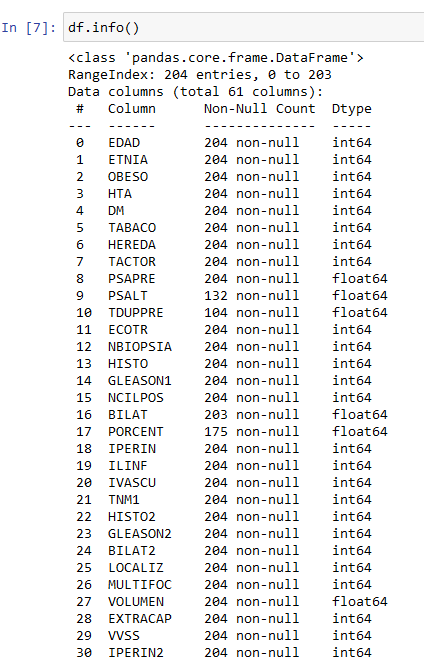 In [7]: df.info()
<class 'pandas.core.frame.DataFrame'>
RangeIndex: 204 entries, 0 to 203
Data columns (total 61 columns):
 #   Column      Non-Null Count  Dtype
---  ------      --------------  -----
 0   EDAD        204 non-null    int64
 1   ETNIA       204 non-null    int64
 2   OBESO       204 non-null    int64
 3   HTA         204 non-null    int64
 4   DM          204 non-null    int64
 5   TABACO      204 non-null    int64
 6   HEREDA      204 non-null    int64
 7   TACTOR      204 non-null    int64
 8   PSAPRE      204 non-null    float64
 9   PSALT       132 non-null    float64
 10  TDUPPRE     104 non-null    float64
 11  ECOTR       204 non-null    int64
 12  NBIOPSIA    204 non-null    int64
 13  HISTO       204 non-null    int64
 14  GLEASON1    204 non-null    int64
 15  NCILPOS     204 non-null    int64
 16  BILAT       203 non-null    float64
 17  PORCENT     175 non-null    float64
 18  IPERIN      204 non-null    int64
 19  ILINF       204 non-null    int64
 20  IVASCU      204 non-null    int64
 21  TNM1        204 non-null    int64
 22  HISTO2      204 non-null    int64
 23  GLEASON2    204 non-null    int64
 24  BILAT2      204 non-null    int64
 25  LOCALIZ     204 non-null    int64
 26  MULTIFOC    204 non-null    int64
 27  VOLUMEN     204 non-null    float64
 28  EXTRACAP    204 non-null    int64
 29  VVSS        204 non-null    int64
 30  IPERIN2     204 non-null    int64